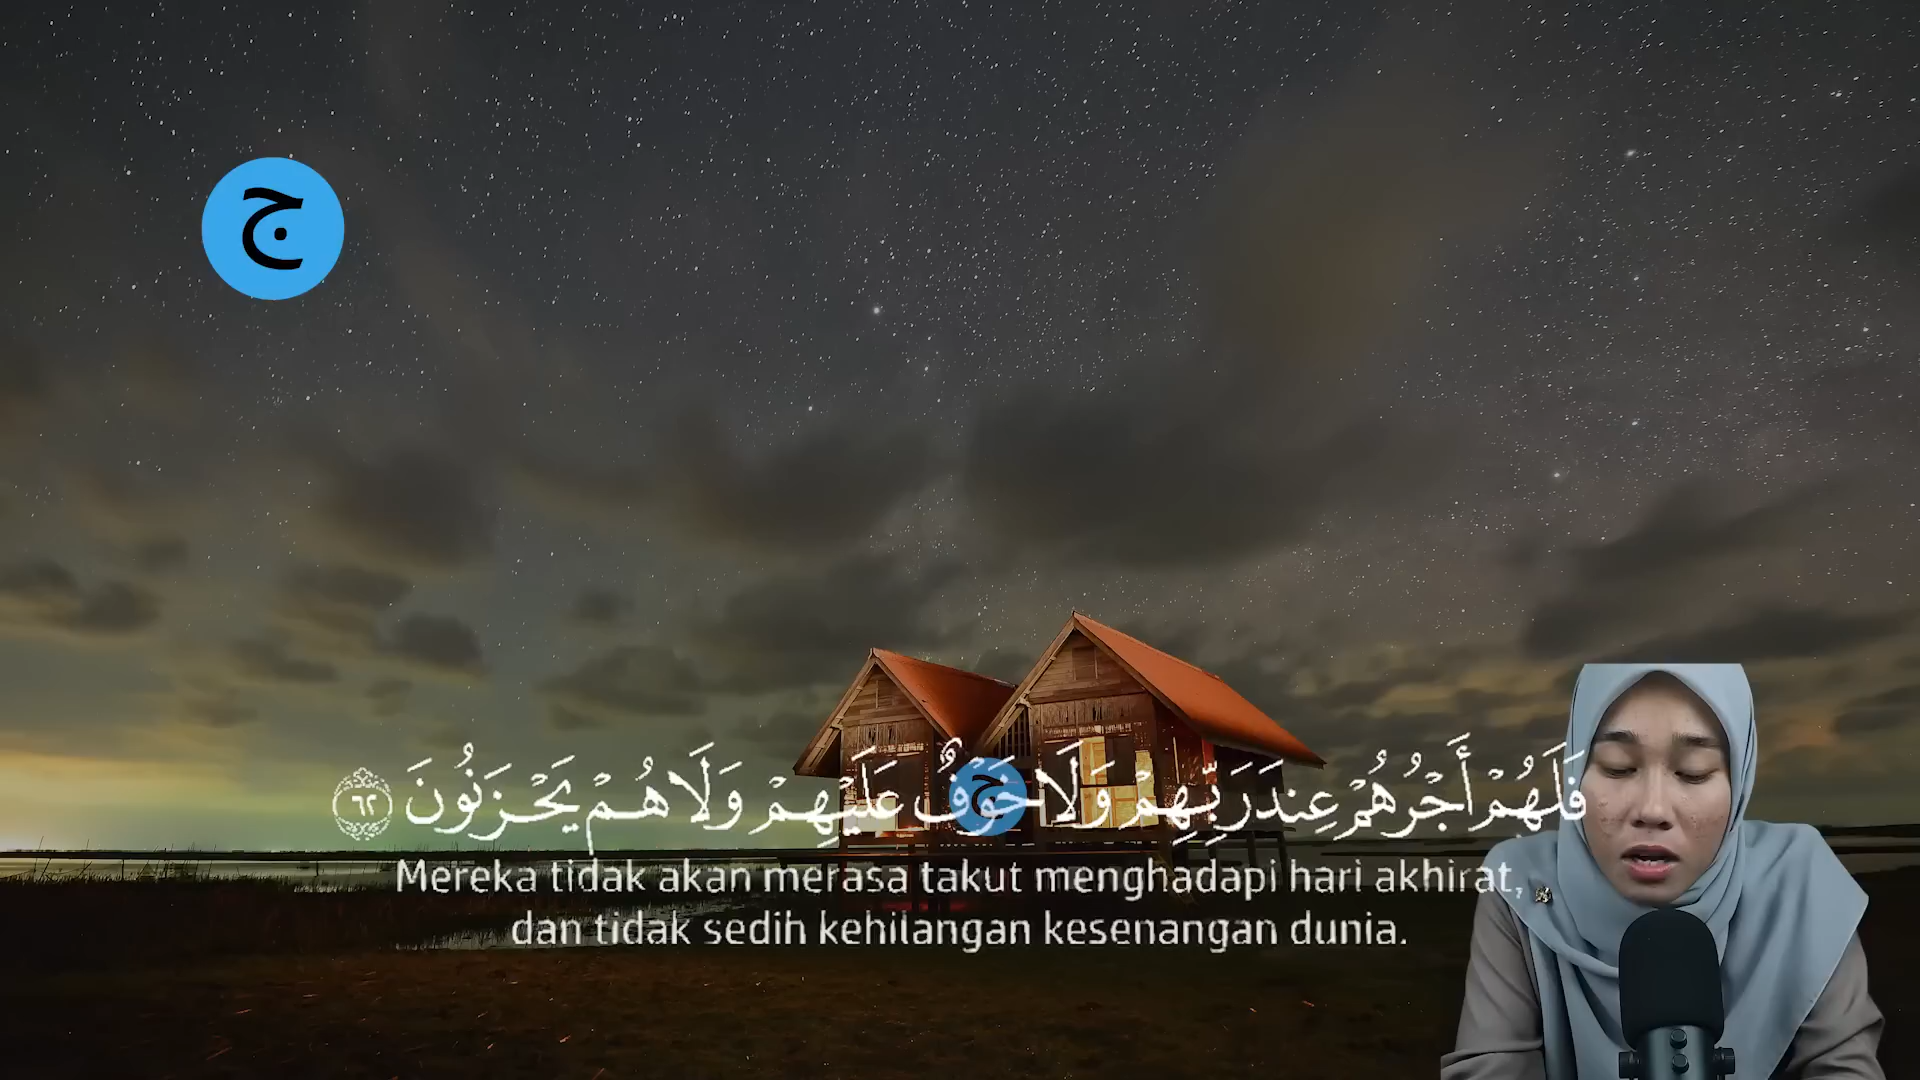 ج
فَلَهُمْ أَجْرُهُمْ عِندَ رَبِّهِمْ وَلَا خَوْفٌ عَلَيْهِمْ وَلَا هُمْ يَحْزَنُونَ ٦٢
ج
Mereka tidak akan merasa takut menghadapi hari akhirat,
dan tidak sedih kehilangan kesenangan dunia.